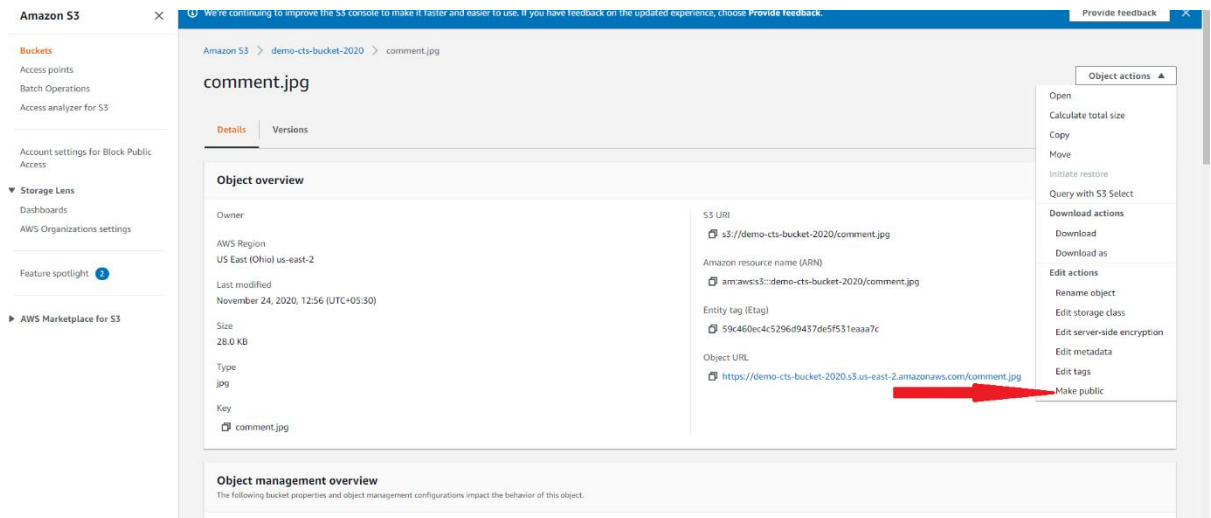 Amazon S3
Buckets
Access points
Batch Operations
Access analyzer for S3
Account settings for Block Public
Access
Storage Lens
Dashboards
AWS Organizations settings
Feature spotlight 2
AWS Marketplace for S3
We're continuing to improve the S3 console to make it faster and easier to use. If you have feedback on the updated experience, choose Provide feedback.
Provide feedback
Amazon S3 > demo-cts-bucket-2020 > comment.jpg
comment.jpg
Object actions
Open
Calculate total size
Copy
Move
Initiate restore
Query with S3 Select
Download actions
Download
Download as
Edit actions
Rename object
Edit storage class
Edit server-side encryption
Edit metadata
Edit tags
Make public
Details Versions
Object overview
Owner
AWS Region
US East (Ohio) us-east-2
Last modified
November 24, 2020, 12:56 (UTC+05:30)
Size
28.0 KB
Type
jpg
Key
comment.jpg
S3 URI
s3://demo-cts-bucket-2020/comment.jpg
Amazon resource name (ARN)
arn:aws:s3:::demo-cts-bucket-2020/comment.jpg
Entity tag (Etag)
59c460ec4c5296d9437de5f531eaaa7c
Object URL
https://demo-cts-bucket-2020.s3.us-east-2.amazonaws.com/comment.jpg
Object management overview
The following bucket properties and object management configurations impact the behavior of this object.